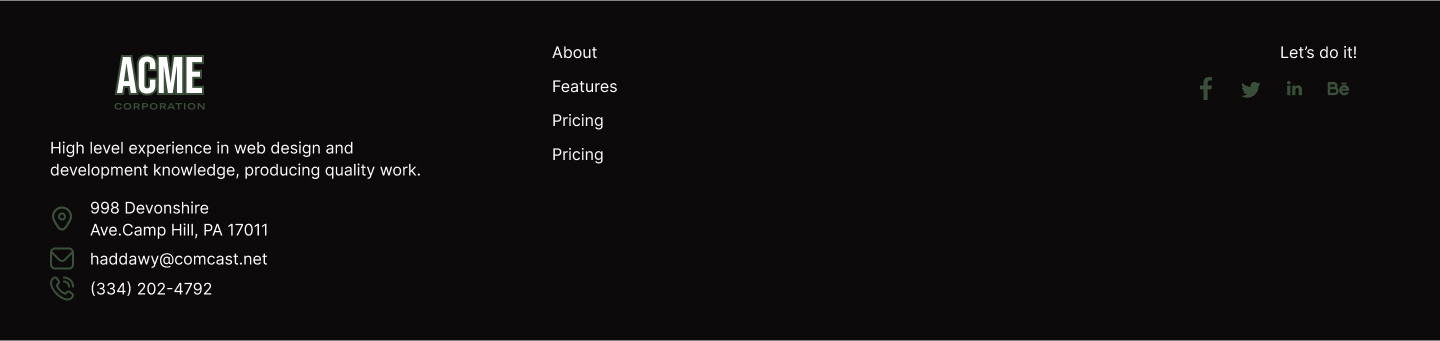 ACME
CORPORATION
High level experience in web design and
development knowledge, producing quality work.
998 Devonshire
Ave.Camp Hill, PA 17011
haddawy@comcast.net
(334) 202-4792
About
Features
Pricing
Pricing
Let’s do it!